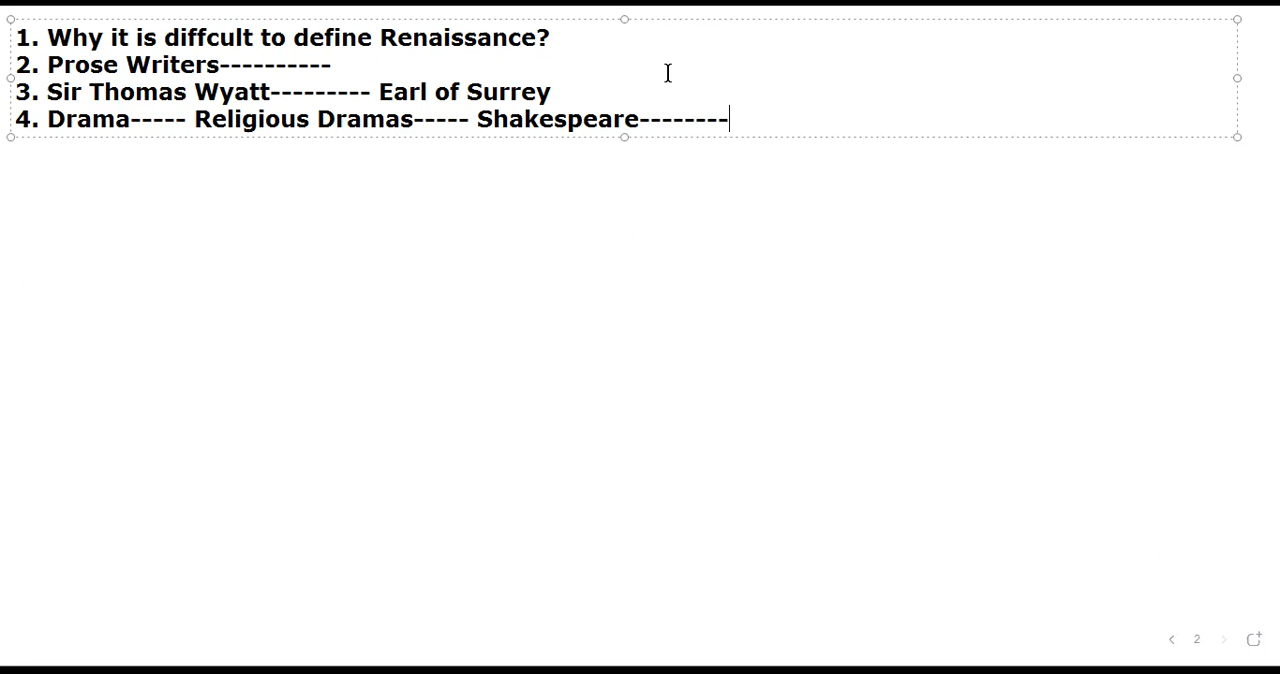 1. Why it is diffcult to define Renaissance?
2. Prose Writers----------
3. Sir Thomas Wyatt--------- Earl of Surrey
4. Drama----- Religious Dramas----- Shakespeare--------
2